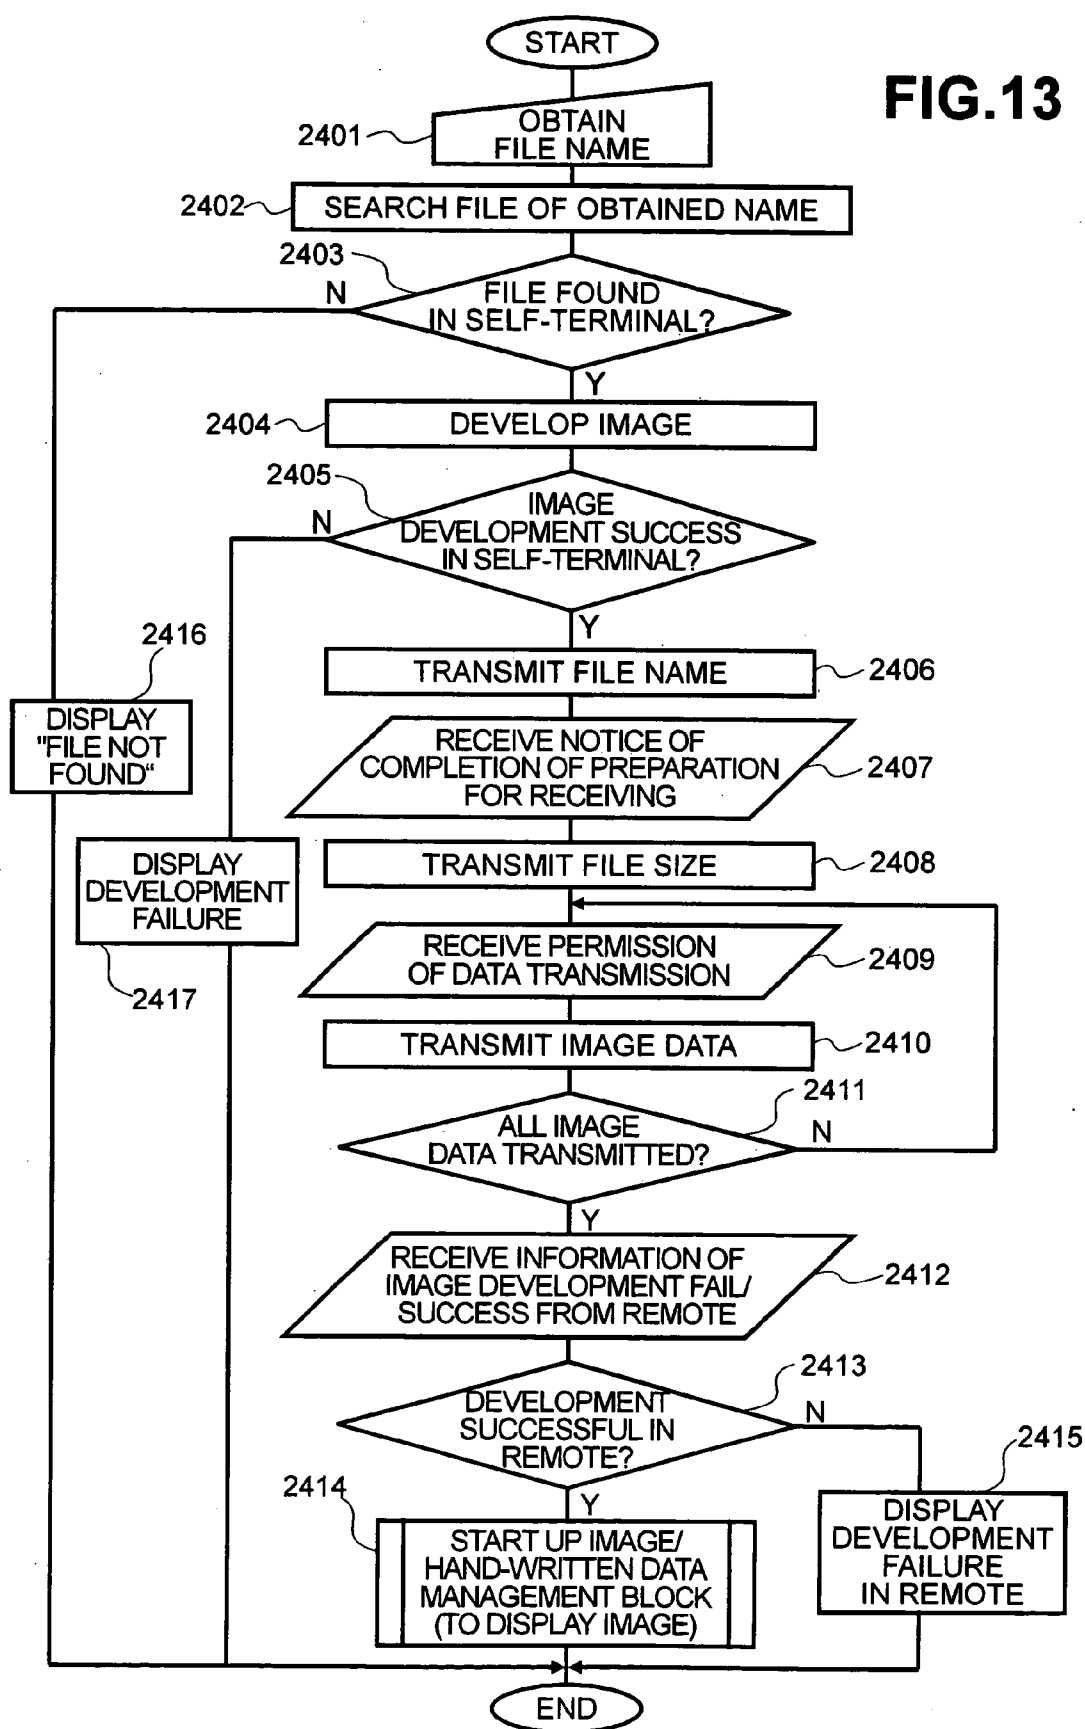 START
FIG.13
2401
OBTAIN
FILE NAME
2402
SEARCH FILE OF OBTAINED NAME
2403
N
FILE FOUND
IN SELF-TERMINAL?
Y
2404
DEVELOP IMAGE
2405
N
IMAGE
DEVELOPMENT SUCCESS
IN SELF-TERMINAL?
Y
2416
TRANSMIT FILE NAME
2406
DISPLAY
"FILE NOT
FOUND"
RECEIVE NOTICE OF
COMPLETION OF PREPARATION
FOR RECEIVING
2407
TRANSMIT FILE SIZE
2408
DISPLAY
DEVELOPMENT
FAILURE
2417
RECEIVE PERMISSION
OF DATA TRANSMISSION
2409
TRANSMIT IMAGE DATA
2410
2411
ALL IMAGE
DATA TRANSMITTED?
N
Y
RECEIVE INFORMATION OF
IMAGE DEVELOPMENT FAIL/
SUCCESS FROM REMOTE
2412
2413
DEVELOPMENT
SUCCESSFUL IN
REMOTE?
N
2415
Y
2414
START UP IMAGE/
HAND-WRITTEN DATA
MANAGEMENT BLOCK
(TO DISPLAY IMAGE)
DISPLAY
DEVELOPMENT
FAILURE
IN REMOTE
END